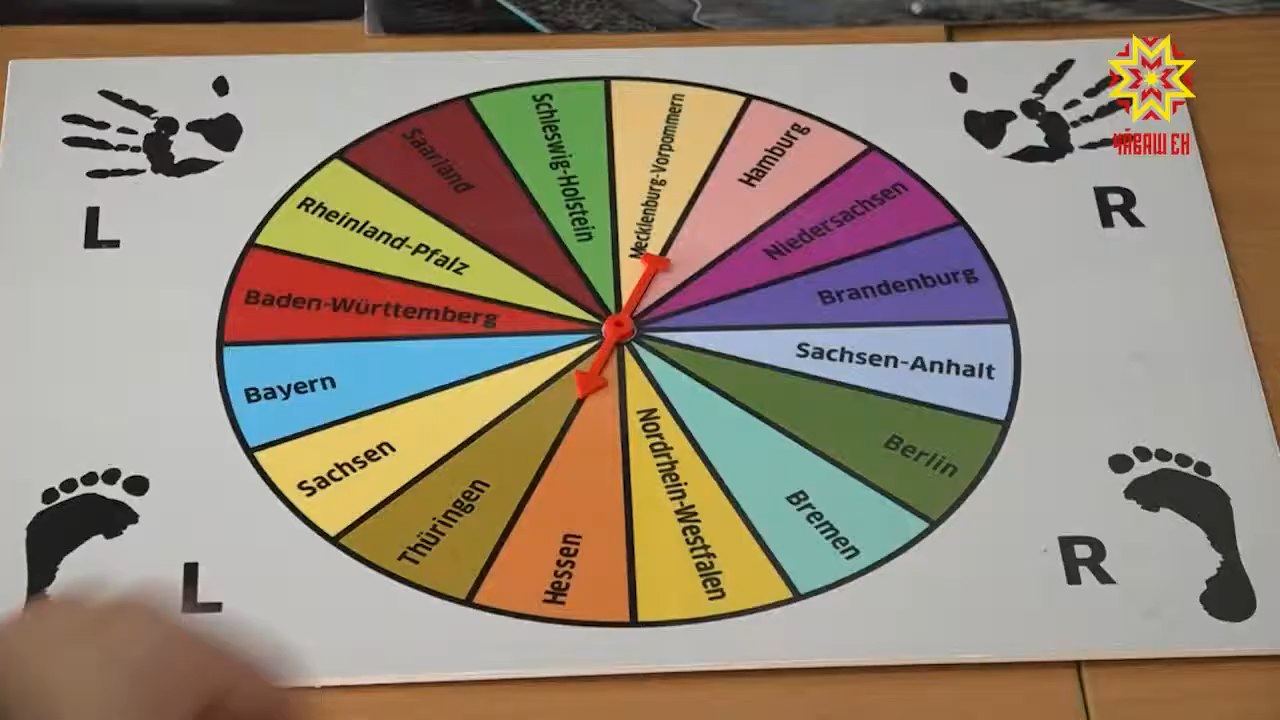 ЧӐВАШ ЕН
L
R
Schleswig-Holstein
Mecklenburg-Vorpommern
Hamburg
Saarland
Niedersachsen
Rheinland-Pfalz
Brandenburg
Baden-Württemberg
Sachsen-Anhalt
Bayern
Berlin
Sachsen
Nordrhein-Westfalen
Thüringen
Bremen
Hessen
L
R